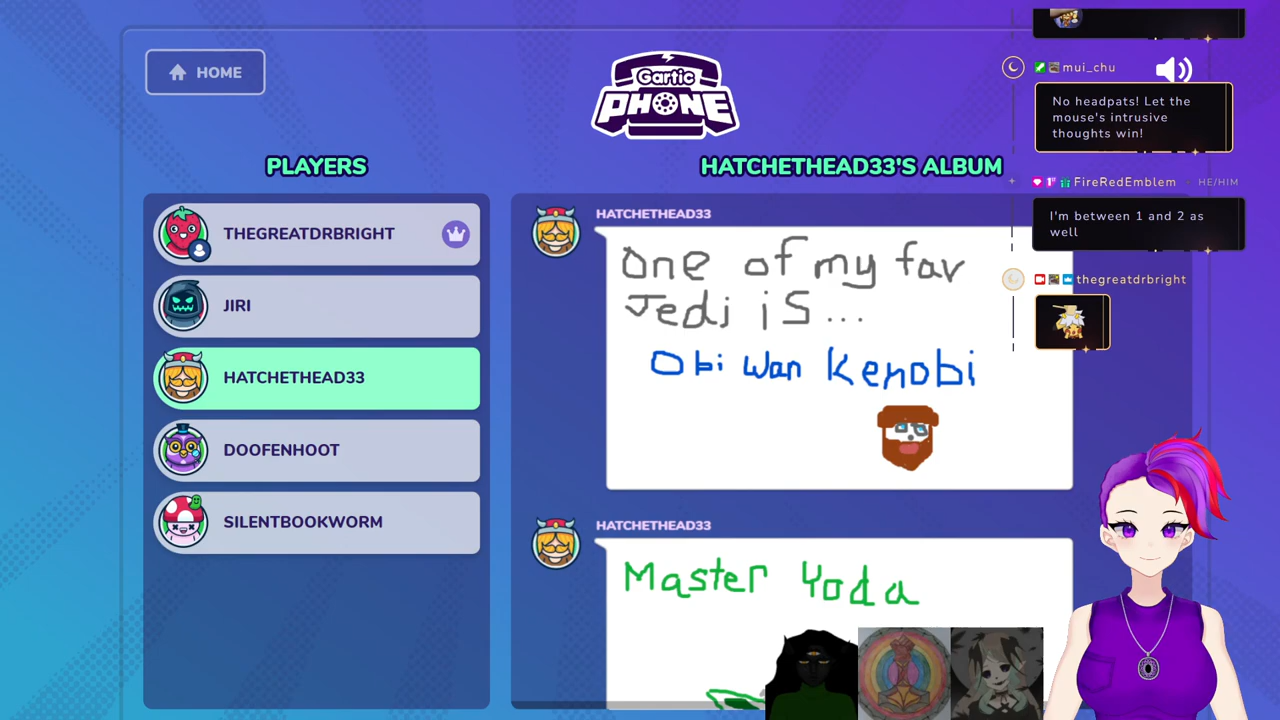 HOME
Gartic
PHONE
PLAYERS
THEGREATDRBRIGHT
JIRI
HATCHETHEAD33
DOOFENHOOT
SILENTBOOKWORM
HATCHETHEAD33'S ALBUM
HATCHETHEAD33
One of my fav
Jedi is...
Obi Wan Kenobi
HATCHETHEAD33
Master Yoda
mui_chu
No headpats! Let the
mouse's intrusive
thoughts win!
FireRedEmblem HE/HIM
I'm between 1 and 2 as
well
thegreatdrbright